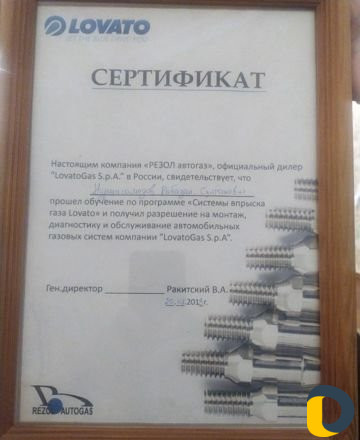 LOVATO
СЕРТИФИКАТ
Настоящим компания «РЕЗОЛ автогаз», официальный дилер
"LovatoGas S.p.A." в России, свидетельствует, что
прошел обучение по программе «Системы впрыска
газа Lovato» и получил разрешение на монтаж,
диагностику и обслуживание автомобильных
газовых систем компании "LovatoGas S.p.A".
Ген.директор Ракитский В.А.
REZOL AUTOGAS